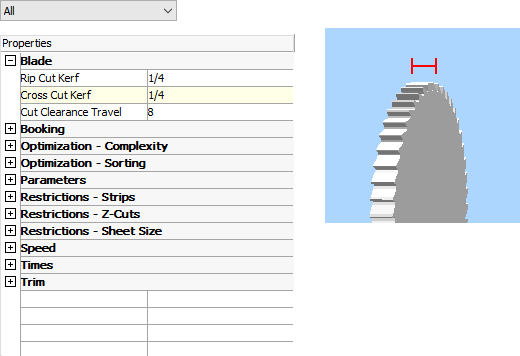 All
Properties
Blade
Rip Cut Kerf 1/4
Cross Cut Kerf 1/4
Cut Clearance Travel 8
Booking
Optimization - Complexity
Optimization - Sorting
Parameters
Restrictions - Strips
Restrictions - Z-Cuts
Restrictions - Sheet Size
Speed
Times
Trim